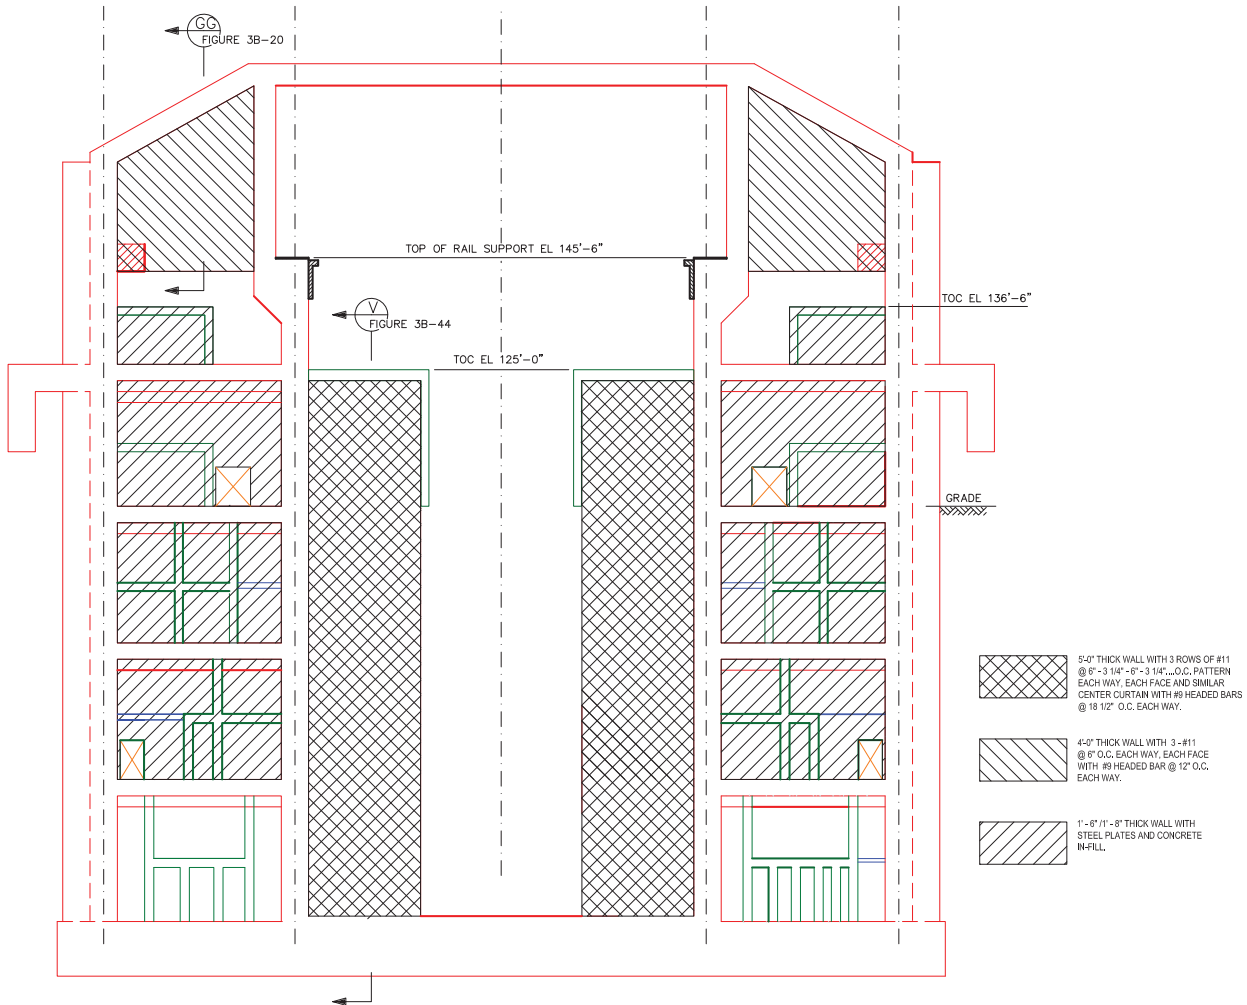 GG
FIGURE 3B-20
TOP OF RAIL SUPPORT EL 145'-6"
TOC EL 136'-6"
V
FIGURE 3B-44
TOC EL 125'-0"
GRADE
5'-0" THICK WALL WITH 3 ROWS OF #11
@ 6" - 3 1/4" - 6" - 3 1/4"....O.C. PATTERN
EACH WAY, EACH FACE AND SIMILAR
CENTER CURTAIN WITH #9 HEADED BARS
@ 18 1/2" O.C. EACH WAY.
4'-0" THICK WALL WITH 3 - #11
@ 6" O.C. EACH WAY, EACH FACE
WITH #9 HEADED BAR @ 12" O.C.
EACH WAY.
1' - 6" /1' - 8" THICK WALL WITH
STEEL PLATES AND CONCRETE
IN-FILL.